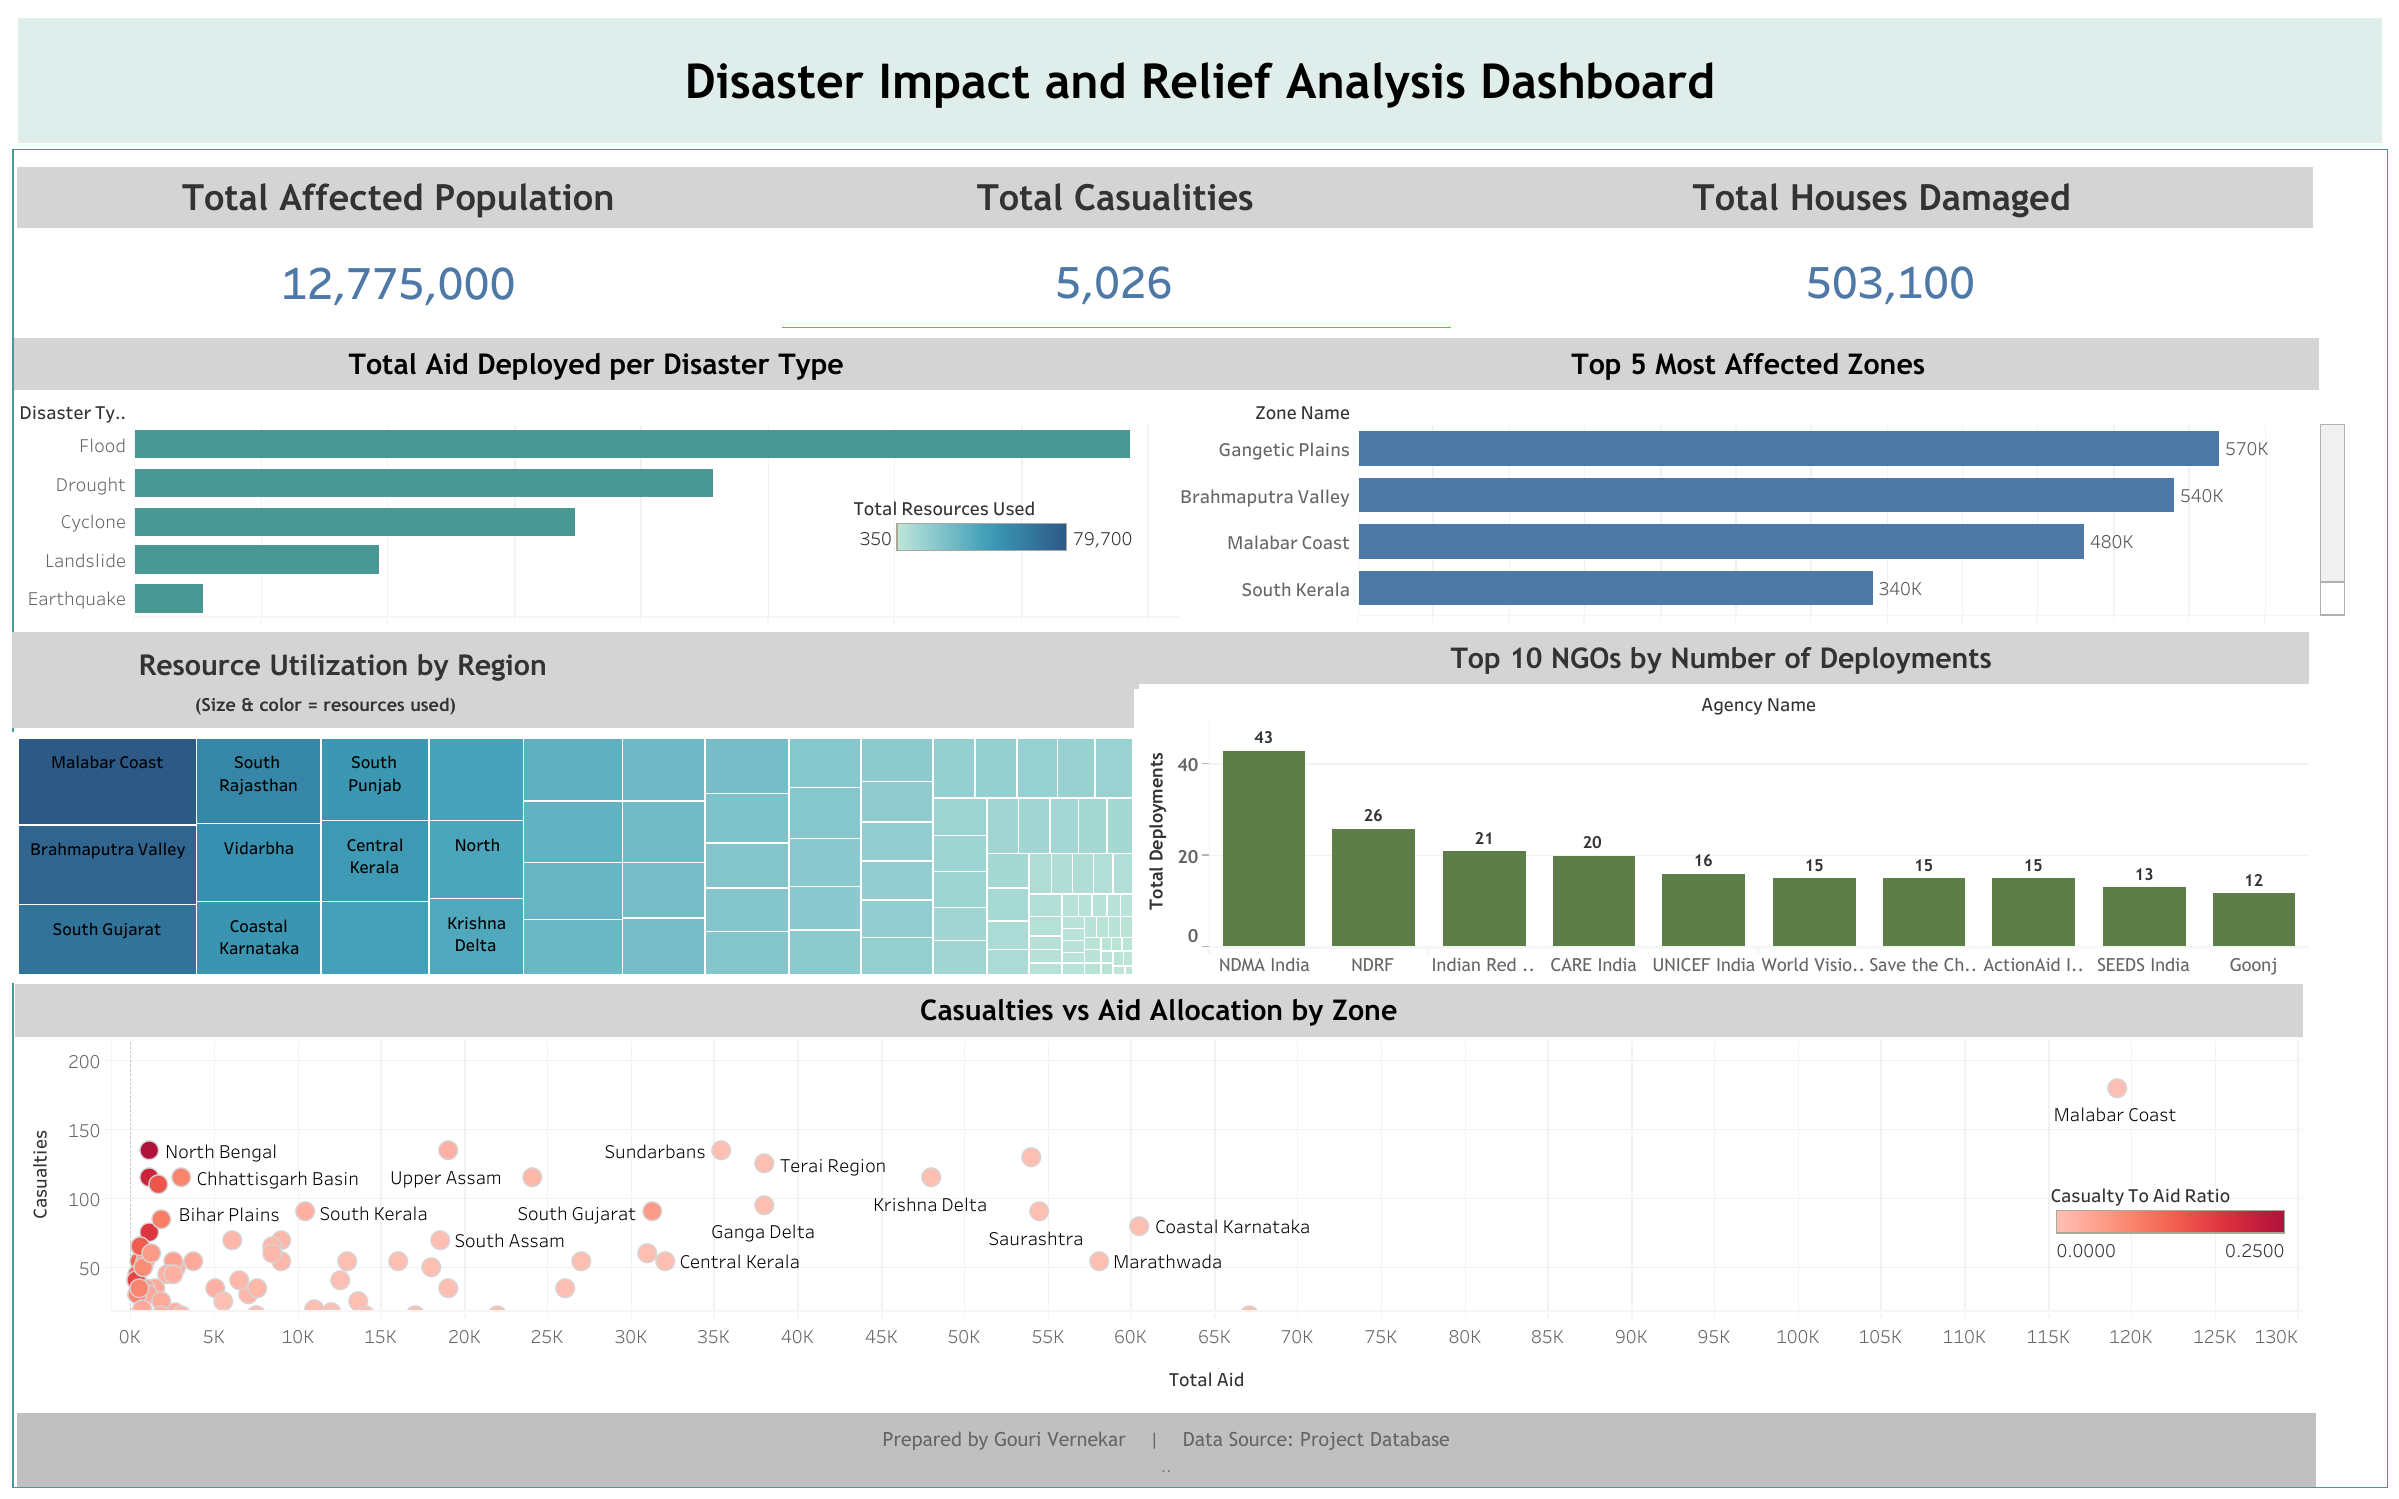 Disaster Impact and Relief Analysis Dashboard
Total Affected Population
Total Casualities
Total Houses Damaged
12,775,000
5,026
503,100
Total Aid Deployed per Disaster Type
Disaster Ty..
Flood
Drought
Cyclone
Landslide
Earthquake
Total Resources Used
350
79,700
Top 5 Most Affected Zones
Zone Name
Gangetic Plains
570K
Brahmaputra Valley
540K
Malabar Coast
480K
South Kerala
340K
Resource Utilization by Region
(Size & color = resources used)
Malabar Coast
Brahmaputra Valley
South Gujarat
South
Rajasthan
Vidarbha
Coastal
Karnataka
South
Punjab
Central
Kerala
North
Krishna
Delta
Top 10 NGOs by Number of Deployments
Agency Name
Total Deployments
40
20
0
43
26
21
20
16
15
15
15
13
12
NDMA India
NDRF
Indian Red ..
CARE India
UNICEF India
World Visio..
Save the Ch..
ActionAid I..
SEEDS India
Goonj
Casualties vs Aid Allocation by Zone
Casualties
200
150
100
50
Malabar Coast
North Bengal
Sundarbans
Terai Region
Chhattisgarh Basin
Upper Assam
Krishna Delta
Bihar Plains
South Kerala
South Gujarat
Ganga Delta
Saurashtra
Coastal Karnataka
South Assam
Central Kerala
Marathwada
Casualty To Aid Ratio
0.0000
0.2500
0K
5K
10K
15K
20K
25K
30K
35K
40K
45K
50K
55K
60K
65K
70K
75K
80K
85K
90K
95K
100K
105K
110K
115K
120K
125K
130K
Total Aid
Prepared by Gouri Vernekar | Data Source: Project Database
..